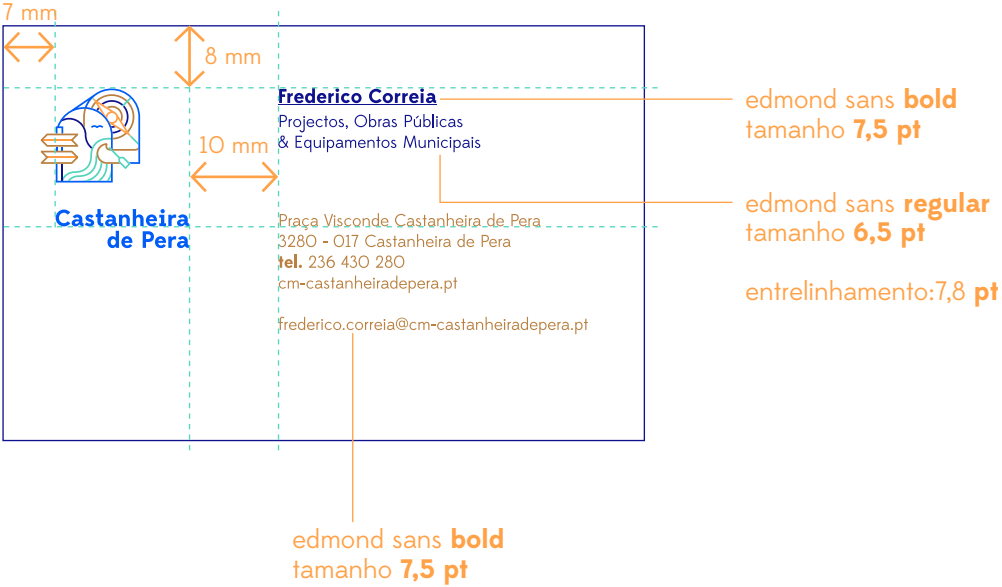 7 mm
8 mm
10 mm
Castanheira
de Pera
Frederico Correia
Projectos, Obras Públicas
& Equipamentos Municipais
Praça Visconde Castanheira de Pera
3280 - 017 Castanheira de Pera
tel. 236 430 280
cm-castanheiradepera.pt
frederico.correia@cm-castanheiradepera.pt
edmond sans bold
tamanho 7,5 pt
edmond sans regular
tamanho 6,5 pt
entrelinhamento:7,8 pt
edmond sans bold
tamanho 7,5 pt